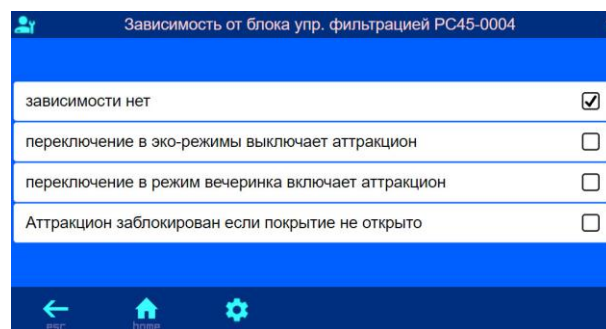 Зависимость от блока упр. фильтрацией PC45-0004
зависимости нет
переключение в эко-режимы выключает аттракцион
переключение в режим вечеринка включает аттракцион
Аттракцион заблокирован если покрытие не открыто
esc home